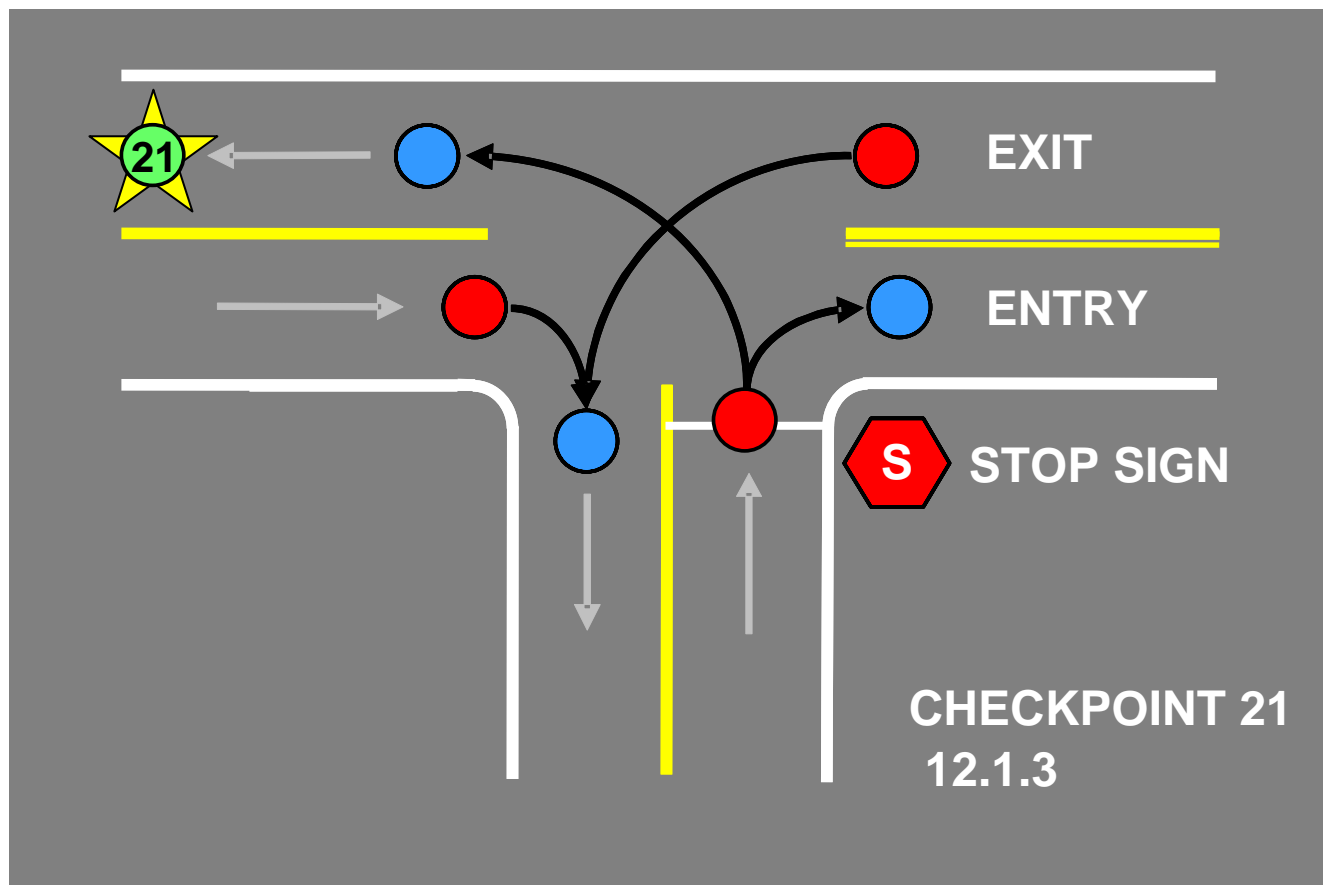 21
EXIT
ENTRY
S
STOP SIGN
CHECKPOINT 21
12.1.3